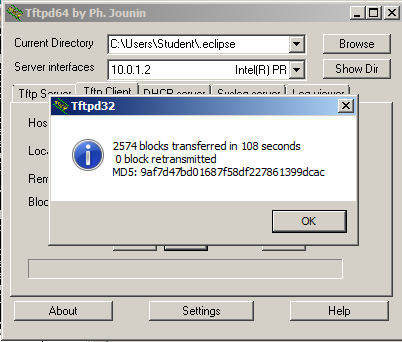 Tftpd64 by Ph. Jounin
Current Directory
C:\Users\Student\.eclipse
Browse
Server interfaces
10.0.1.2
Intel(R) PR
Show Dir
Tftp Server
Tftp Client
DHCP server
Syslog server
Log viewer
Tftpd32
Hos
Loca
Rem
Bloc
2574 blocks transferred in 108 seconds
0 block retransmitted
MD5: 9af7d47bd01687f58df227861399dcac
OK
About
Settings
Help